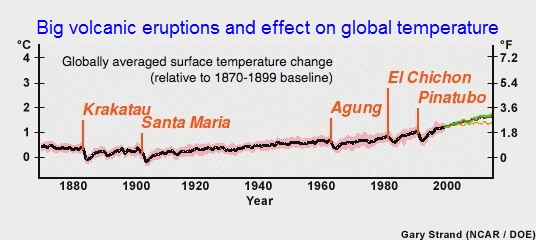 Big volcanic eruptions and effect on global temperature
°C
°F
Globally averaged surface temperature change
(relative to 1870-1899 baseline)
4
7.2
3
5.4
El Chichon
Pinatubo
Krakatau
Agung
2
3.6
Santa Maria
1
1.8
0
0
1880
1900
1920
1940
1960
1980
2000
Year
Gary Strand (NCAR / DOE)